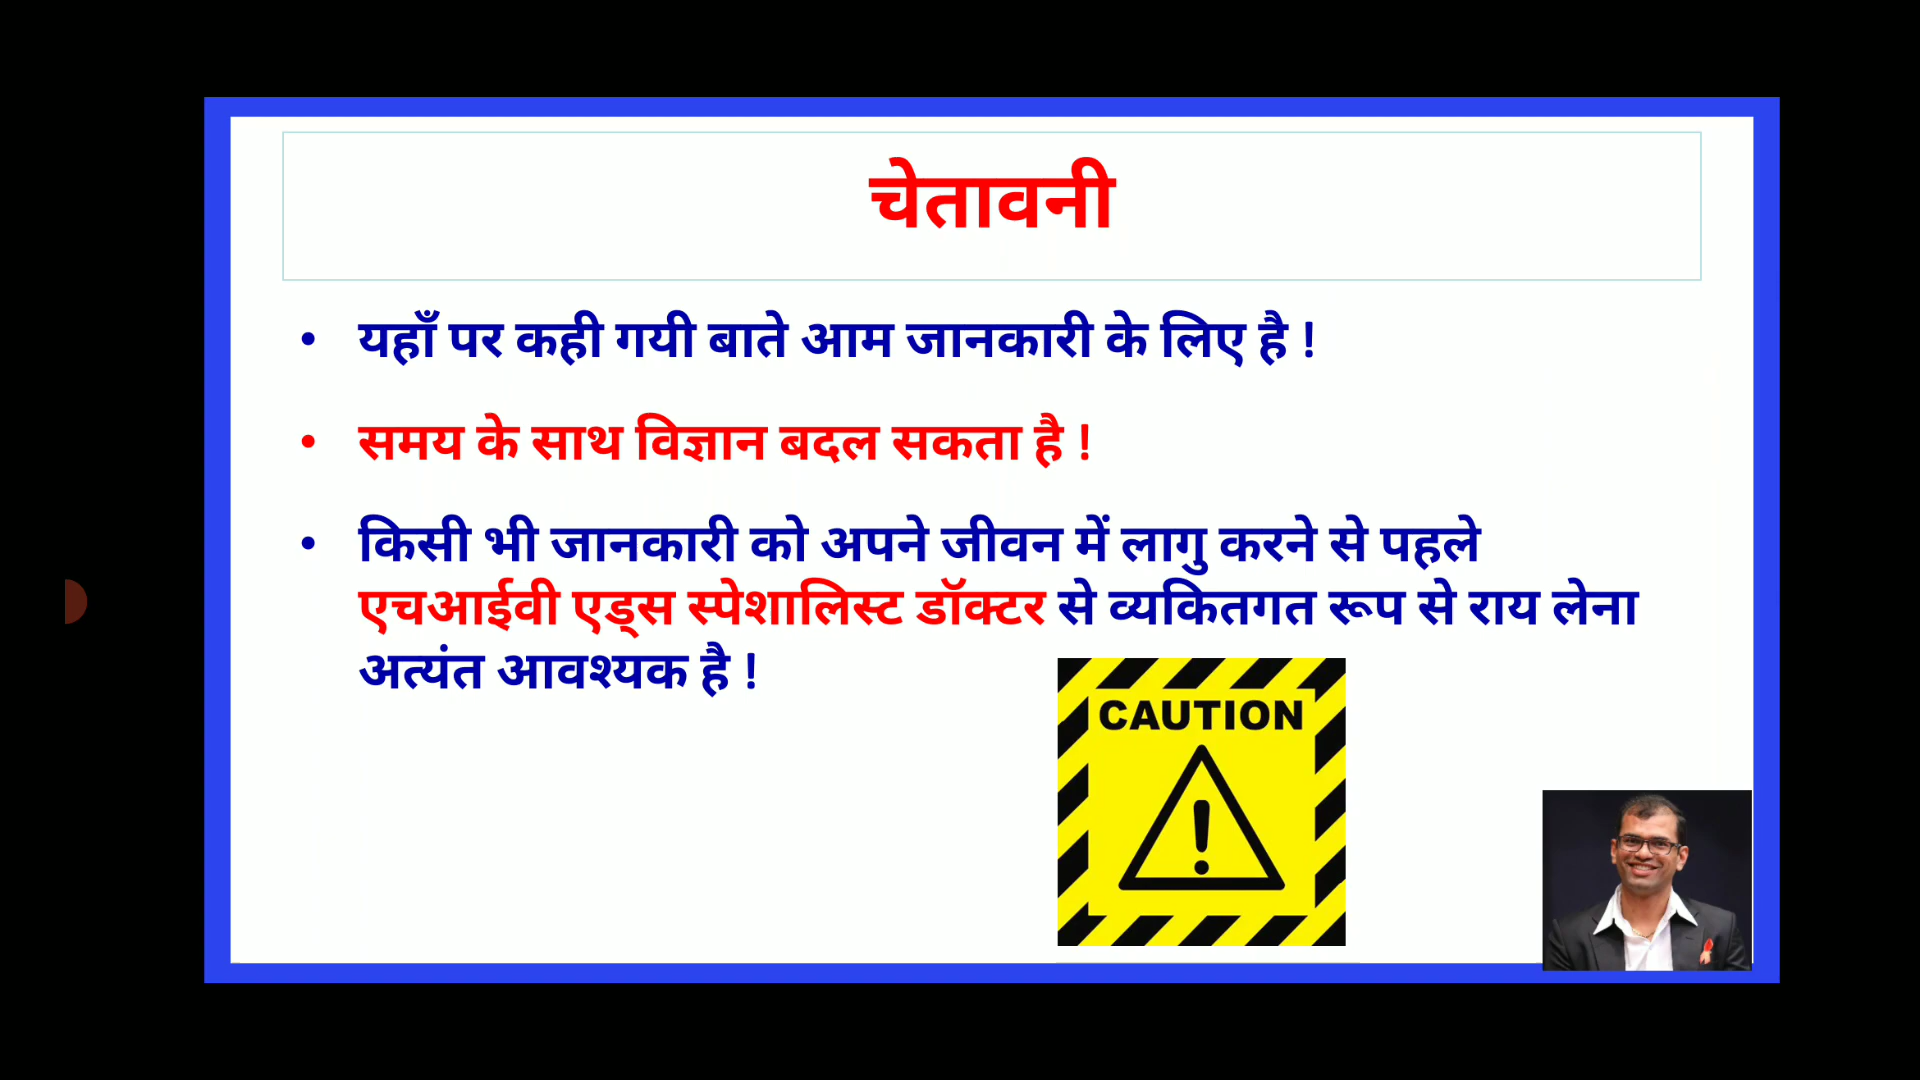 चेतावनी
• यहाँ पर कही गयी बाते आम जानकारी के लिए है !
• समय के साथ विज्ञान बदल सकता है !
• किसी भी जानकारी को अपने जीवन में लागु करने से पहले
एचआईवी एड्स स्पेशालिस्ट डॉक्टर से व्यकितगत रूप से राय लेना
अत्यंत आवश्यक है !
CAUTION